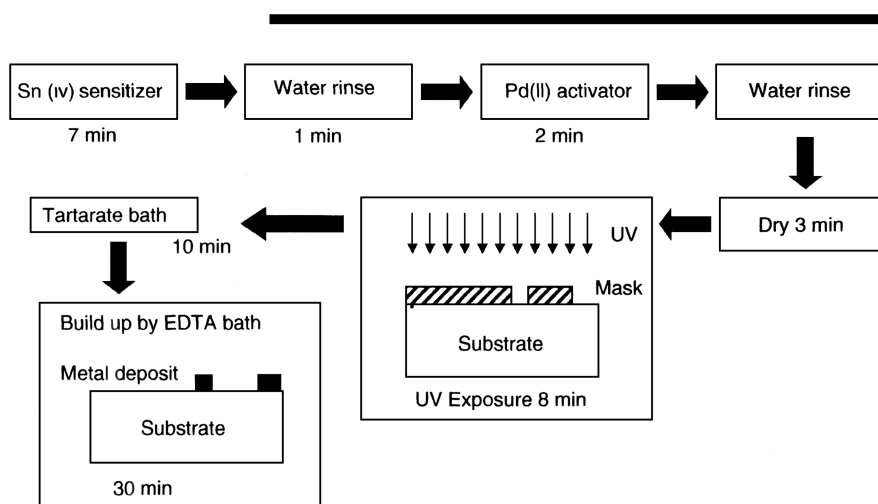 Sn (IV) sensitizer
7 min
Water rinse
1 min
Pd(II) activator
2 min
Water rinse
Dry 3 min
UV
Mask
Substrate
UV Exposure 8 min
Tartarate bath
10 min
Build up by EDTA bath
Metal deposit
Substrate
30 min